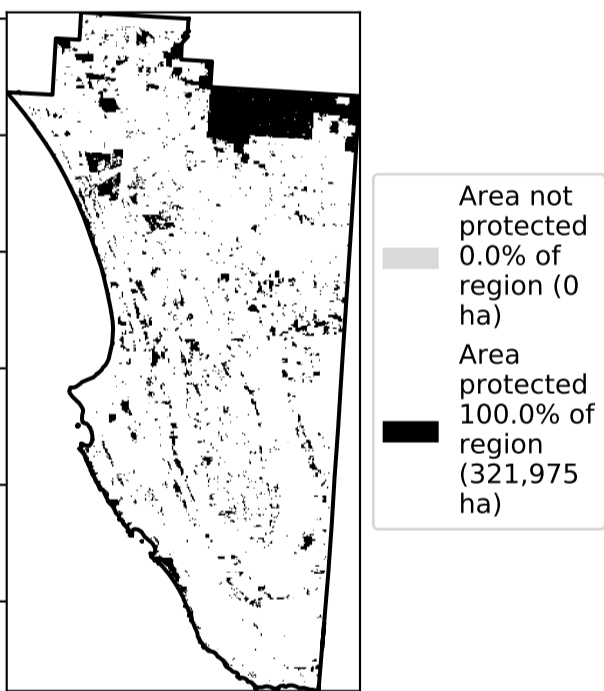 Area not
protected
0.0% of
region (0
ha)
Area
protected
100.0% of
region
(321,975
ha)